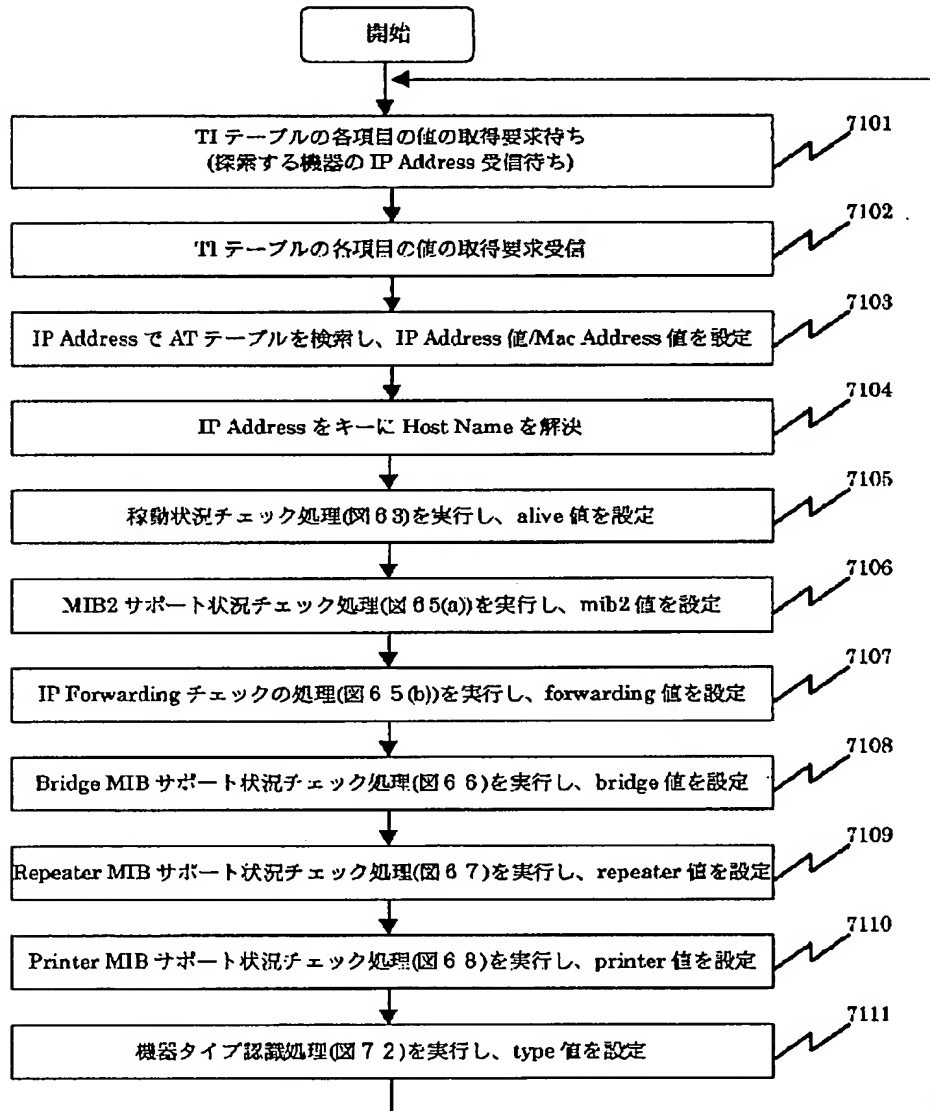 開始
TI テーブルの各項目の値の取得要求待ち
(探索する機器の IP Address 受信待ち)
7101
TI テーブルの各項目の値の取得要求受信
7102
IP Address で AT テーブルを検索し、IP Address 値/Mac Address 値を設定
7103
IP Address をキーに Host Name を解決
7104
稼動状況チェック処理(図63)を実行し、alive 値を設定
7105
MIB2 サポート状況チェック処理(図65(a))を実行し、mib2 値を設定
7106
IP Forwarding チェックの処理(図65(b))を実行し、forwarding 値を設定
7107
Bridge MIB サポート状況チェック処理(図66)を実行し、bridge 値を設定
7108
Repeater MIB サポート状況チェック処理(図67)を実行し、repeater 値を設定
7109
Printer MIB サポート状況チェック処理(図68)を実行し、printer 値を設定
7110
機器タイプ認識処理(図72)を実行し、type 値を設定
7111